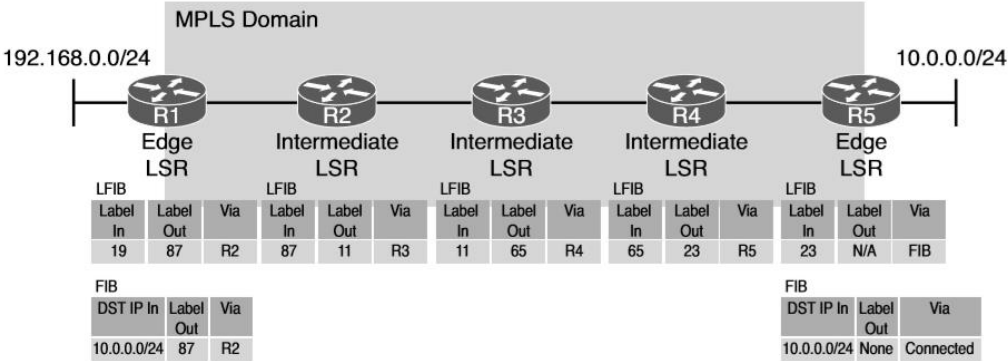 MPLS Domain
192.168.0.0/24
10.0.0.0/24
R1
R2
R3
R4
R5
Edge
LSR
Intermediate
LSR
Intermediate
LSR
Intermediate
LSR
Edge
LSR
LFIB
Label In Label Out Via
19 87 R2
LFIB
Label In Label Out Via
87 11 R3
LFIB
Label In Label Out Via
11 65 R4
LFIB
Label In Label Out Via
65 23 R5
LFIB
Label In Label Out Via
23 N/A FIB
FIB
DST IP In Label Out Via
10.0.0.0/24 87 R2
FIB
DST IP In Label Out Via
10.0.0.0/24 None Connected